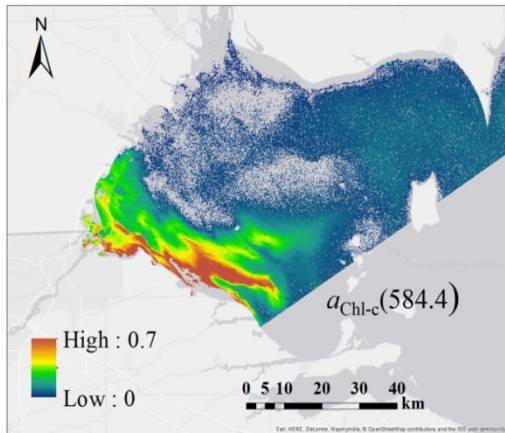 N
a Chl-c(584.4)
High : 0.7
Low : 0
0 5 10 20 30 40
km
Esri, HERE, DeLorme, MapmyIndia, © OpenStreetMap contributors, and the GIS user community